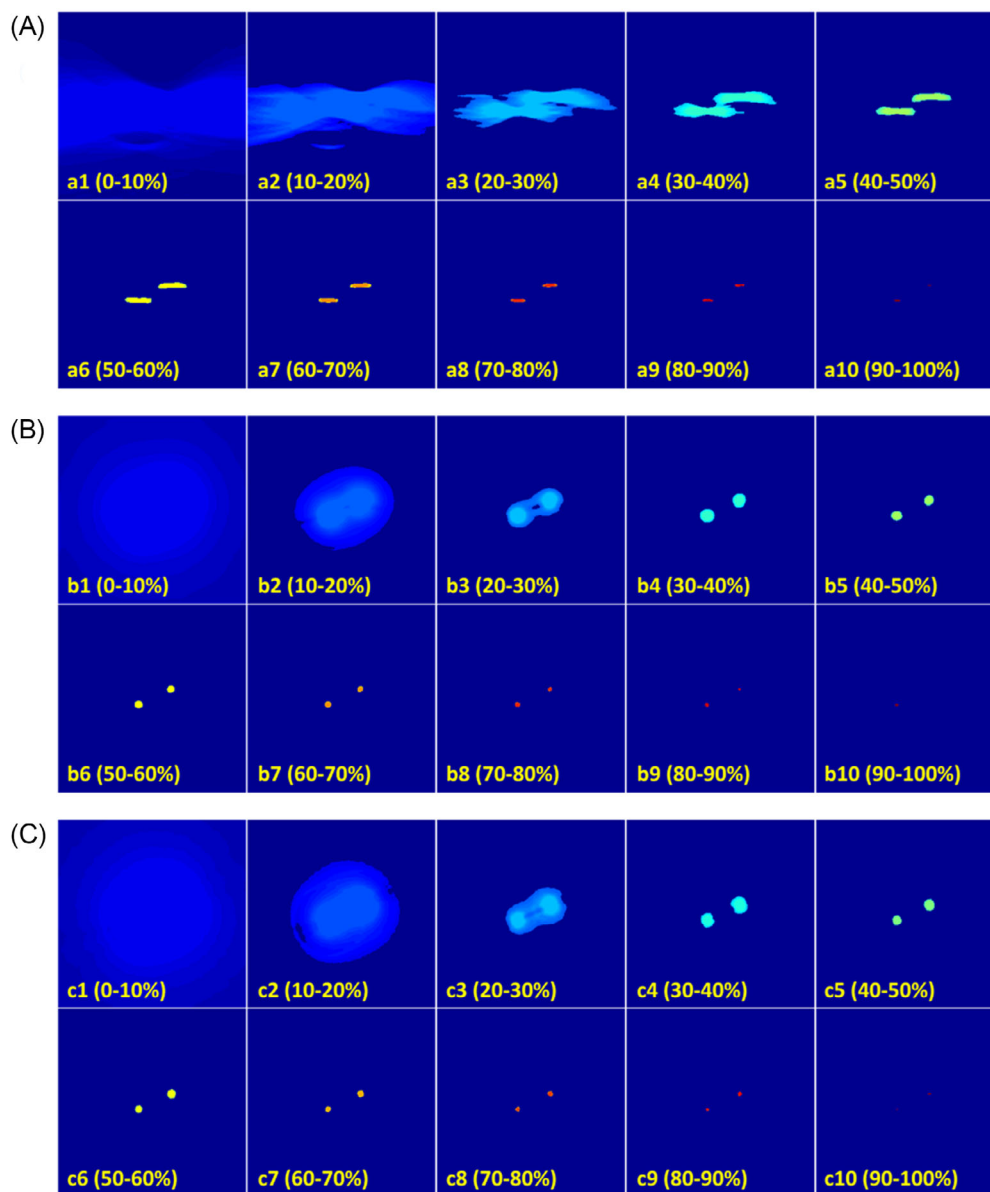 (A)
a1 (0-10%) a2 (10-20%) a3 (20-30%) a4 (30-40%) a5 (40-50%)
a6 (50-60%) a7 (60-70%) a8 (70-80%) a9 (80-90%) a10 (90-100%)
(B)
b1 (0-10%) b2 (10-20%) b3 (20-30%) b4 (30-40%) b5 (40-50%)
b6 (50-60%) b7 (60-70%) b8 (70-80%) b9 (80-90%) b10 (90-100%)
(C)
c1 (0-10%) c2 (10-20%) c3 (20-30%) c4 (30-40%) c5 (40-50%)
c6 (50-60%) c7 (60-70%) c8 (70-80%) c9 (80-90%) c10 (90-100%)